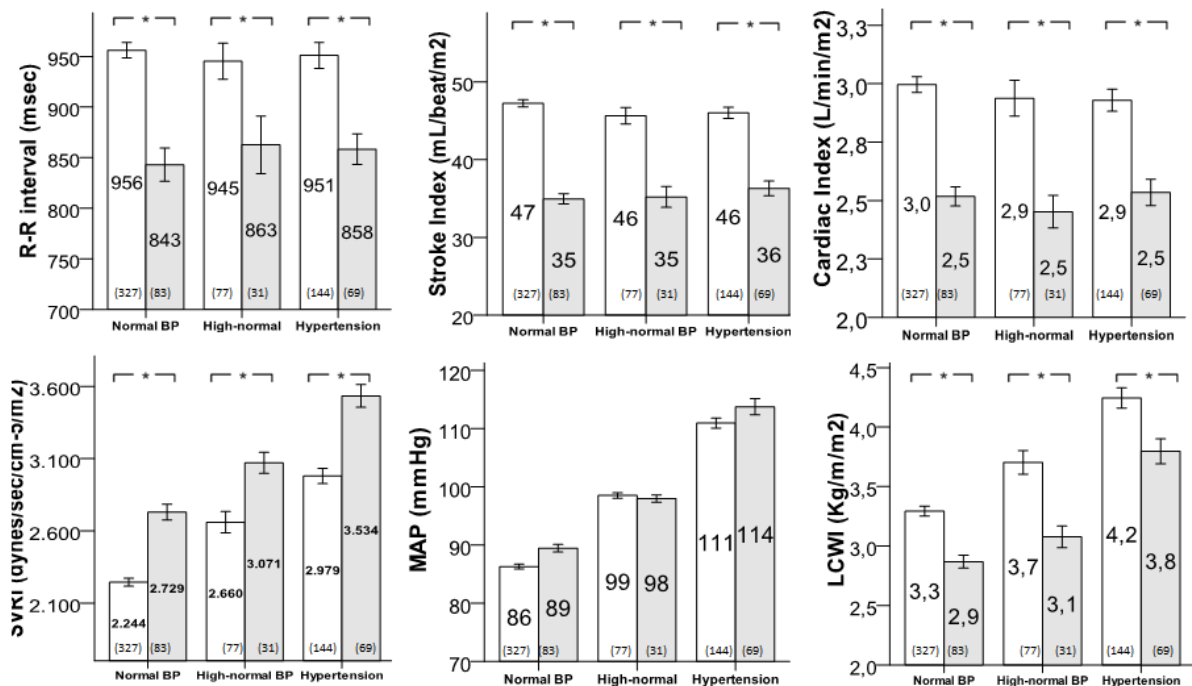 R-R interval (msec)
950
900
850
800
750
700
* * *
956 843 945 863 951 858
(327) (83) (77) (31) (144) (69)
Normal BP High-normal Hypertension
Stroke Index (mL/beat/m2)
50
40
30
20
* * *
47 35 46 35 46 36
(327) (83) (77) (31) (144) (69)
Normal BP High-normal BP Hypertension
Cardiac Index (L/min/m2)
3,3
3,0
2,8
2,5
2,3
2,0
* * *
3,0 2,5 2,9 2,5 2,9 2,5
(327) (83) (77) (31) (144) (69)
Normal BP High-normal Hypertension
SVRI (dynes/sec/cm-5/m2)
3.600
3.100
2.600
2.100
* * *
2.244 2.729 2.660 3.071 2.979 3.534
(327) (83) (77) (31) (144) (69)
Normal BP High-normal BP Hypertension
MAP (mmHg)
120
110
100
90
80
70
86 89 99 98 111 114
(327) (83) (77) (31) (144) (69)
Normal BP High-normal Hypertension
LCWI (Kg/m/m2)
4,5
4,0
3,5
3,0
2,5
2,0
* * *
3,3 2,9 3,7 3,1 4,2 3,8
(327) (83) (77) (31) (144) (69)
Normal BP High-normal BP Hypertension